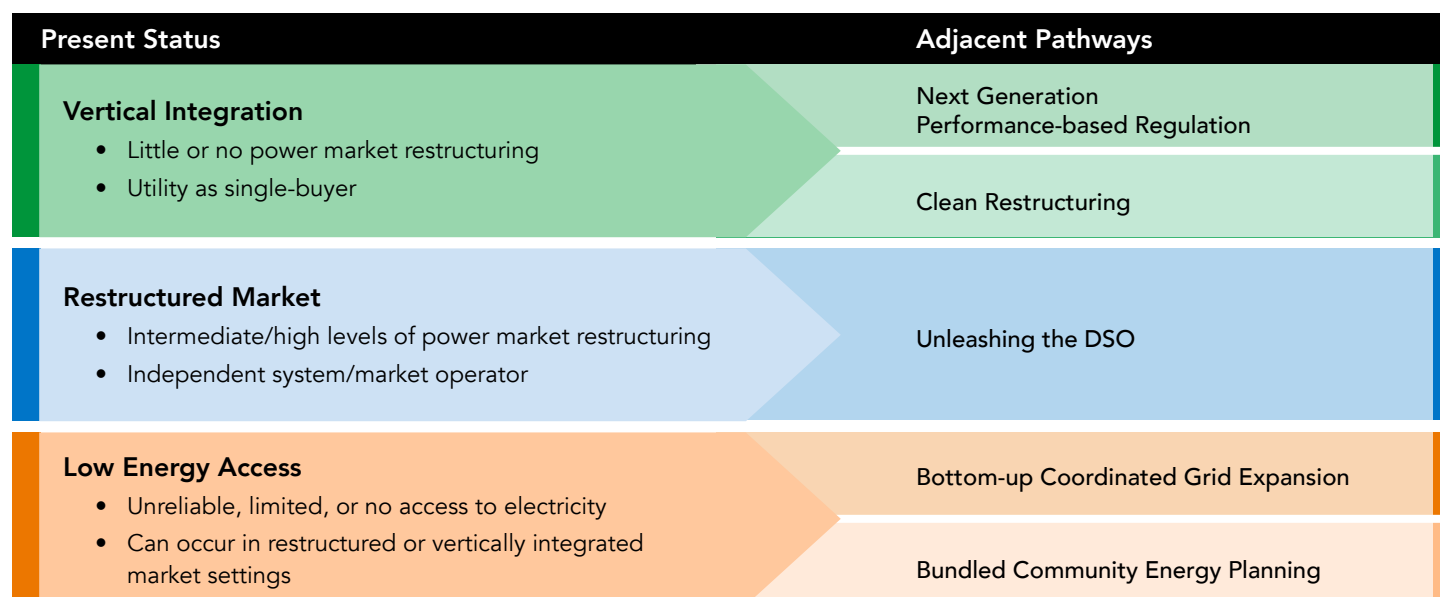 Present Status
Adjacent Pathways
Vertical Integration
• Little or no power market restructuring
• Utility as single-buyer
Next Generation
Performance-based Regulation
Clean Restructuring
Restructured Market
• Intermediate/high levels of power market restructuring
• Independent system/market operator
Unleashing the DSO
Low Energy Access
• Unreliable, limited, or no access to electricity
• Can occur in restructured or vertically integrated
market settings
Bottom-up Coordinated Grid Expansion
Bundled Community Energy Planning